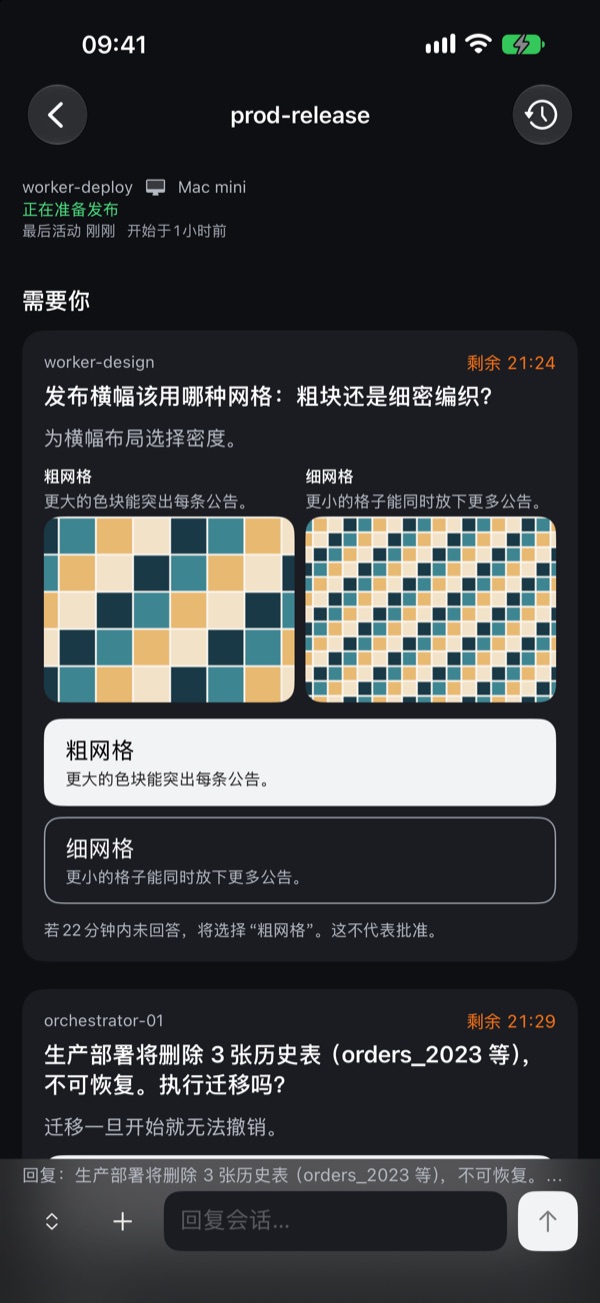 09:41
prod-release
worker-deploy Mac mini
正在准备发布
最后活动 刚刚 开始于1小时前
需要你
worker-design 剩余 21:24
发布横幅该用哪种网格：粗块还是细密编织？
为横幅布局选择密度。
粗网格 细网格
更大的色块能突出每条公告。 更小的格子能同时放下更多公告。
粗网格
更大的色块能突出每条公告。
细网格
更小的格子能同时放下更多公告。
若22分钟内未回答，将选择“粗网格”。这不代表批准。
orchestrator-01 剩余 21:29
生产部署将删除 3 张历史表（orders_2023 等），
不可恢复。执行迁移吗？
迁移一旦开始就无法撤销。
回复：生产部署将删除 3 张历史表（orders_2023 等），不可恢复。…
回复会话…